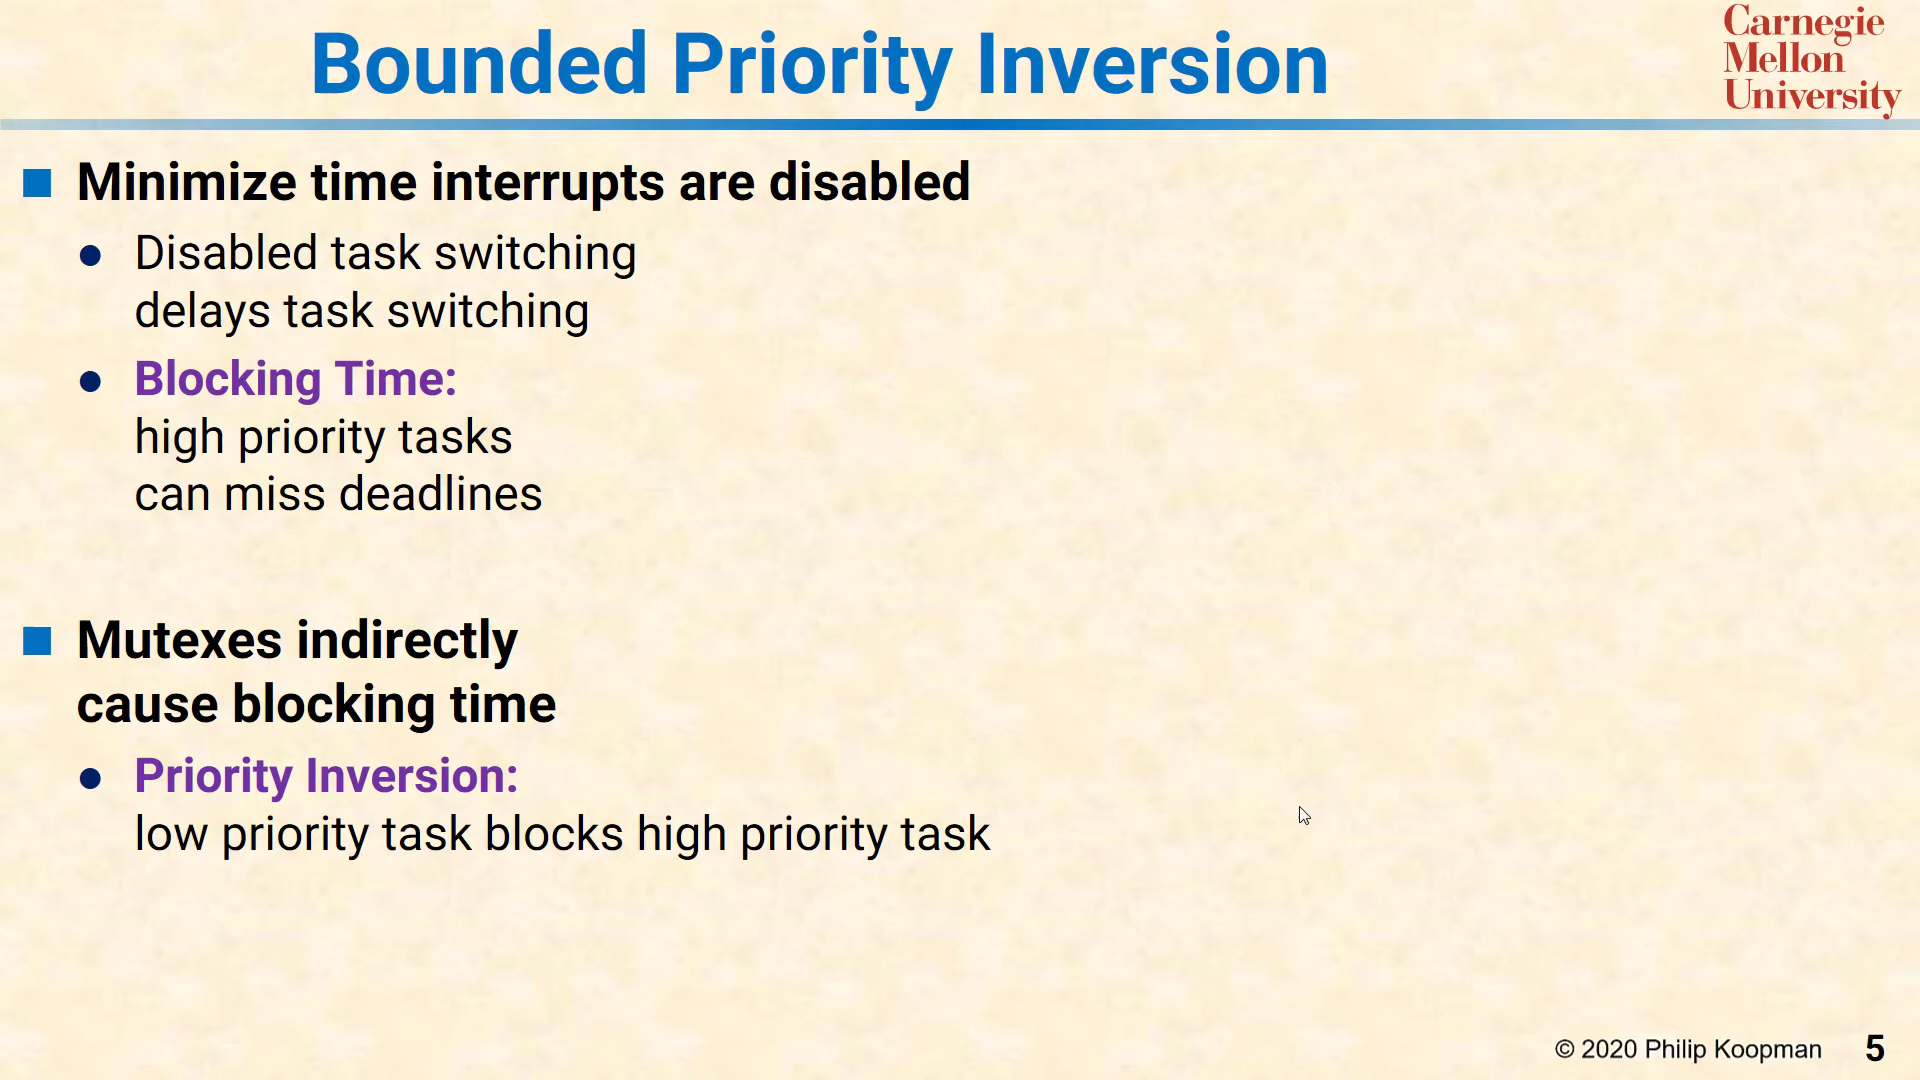 Bounded Priority Inversion
Carnegie
Mellon
University
Minimize time interrupts are disabled
Disabled task switching
delays task switching
Blocking Time:
high priority tasks
can miss deadlines
Mutexes indirectly
cause blocking time
Priority Inversion:
low priority task blocks high priority task
© 2020 Philip Koopman 5